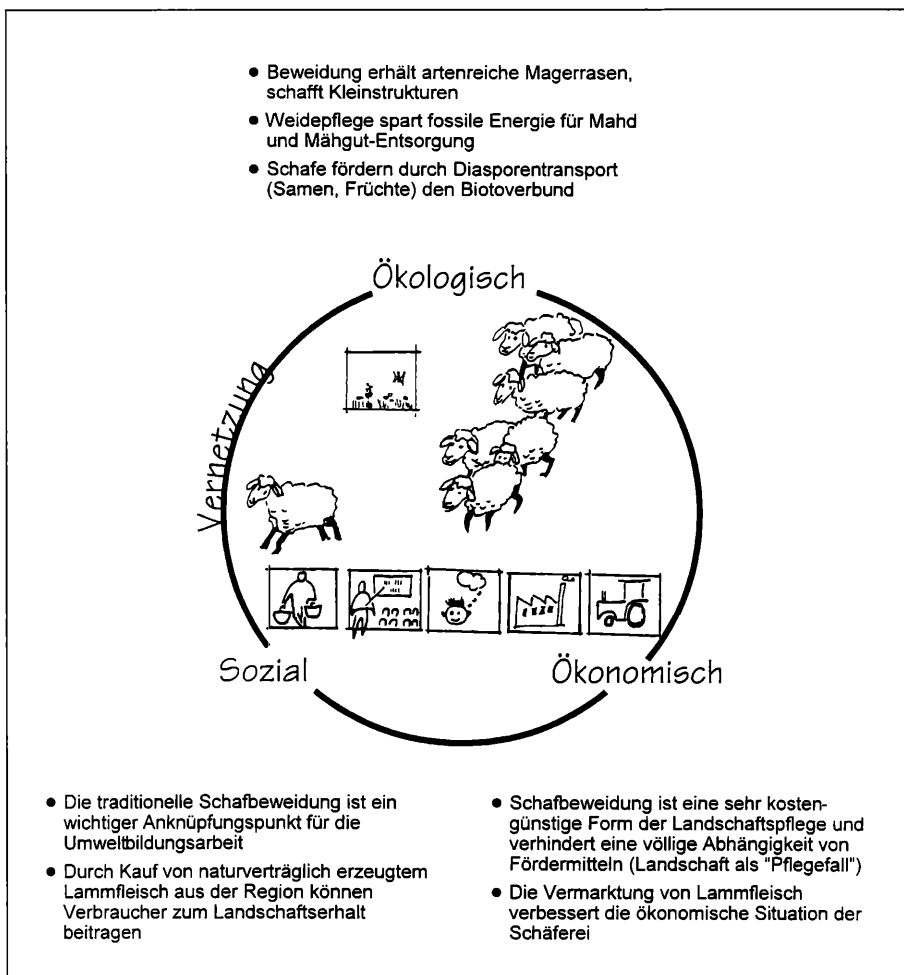 ● Beweidung erhält artenreiche Magerrasen,
schafft Kleinstrukturen
● Weidepflege spart fossile Energie für Mahd
und Mähgut-Entsorgung
● Schafe fördern durch Diasporentransport
(Samen, Früchte) den Biotoverbund
Ökologisch
Vernetzung
Sozial
Ökonomisch
● Die traditionelle Schafbeweidung ist ein
wichtiger Anknüpfungspunkt für die
Umweltbildungsarbeit
● Durch Kauf von naturverträglich erzeugtem
Lammfleisch aus der Region können
Verbraucher zum Landschaftserhalt
beitragen
● Schafbeweidung ist eine sehr kosten-
günstige Form der Landschaftspflege und
verhindert eine völlige Abhängigkeit von
Fördermitteln (Landschaft als "Pflegefall")
● Die Vermarktung von Lammfleisch
verbessert die ökonomische Situation der
Schäferei